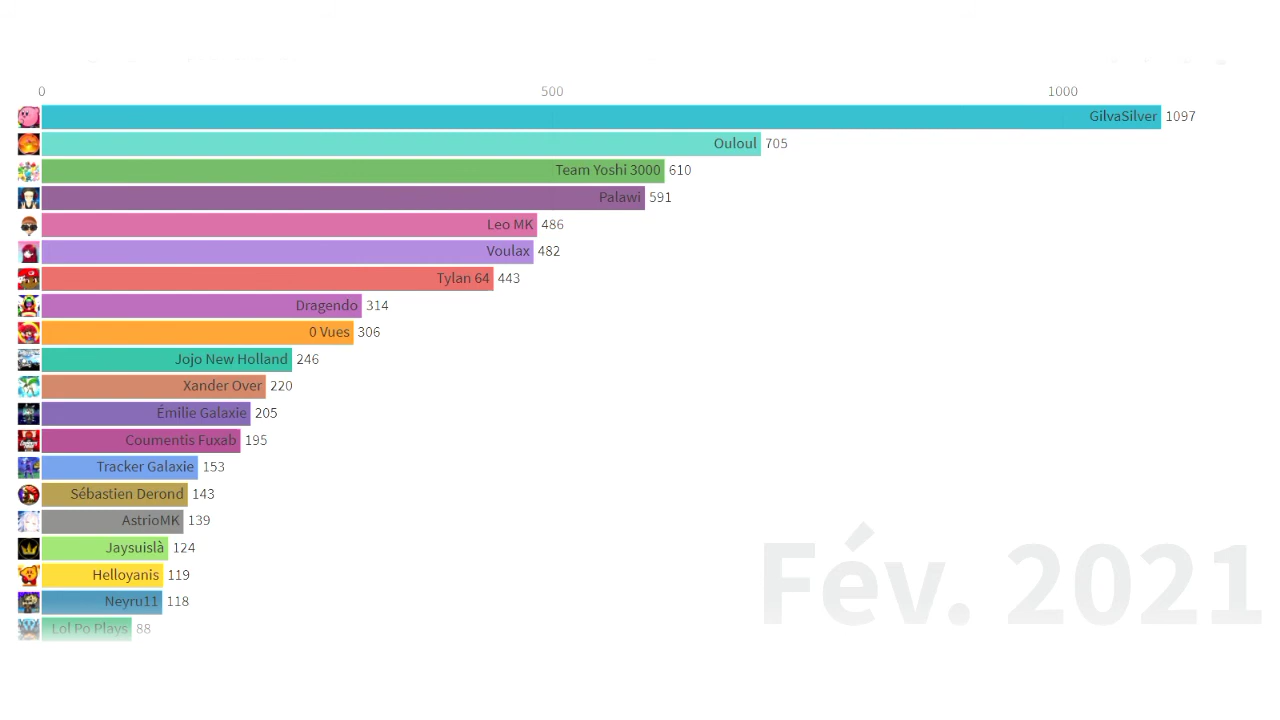 0 500 1000
GilvaSilver 1097
Ouloul 705
Team Yoshi 3000 610
Palawi 591
Leo MK 486
Voulax 482
Tylan 64 443
Dragendo 314
0 Vues 306
Jojo New Holland 246
Xander Over 220
Émilie Galaxie 205
Coumentis Fuxab 195
Tracker Galaxie 153
Sébastien Derond 143
AstrioMK 139
Jaysuislà 124
Helloyanis 119
Neyru11 118
Lol Po Plays 88
Fév. 2021